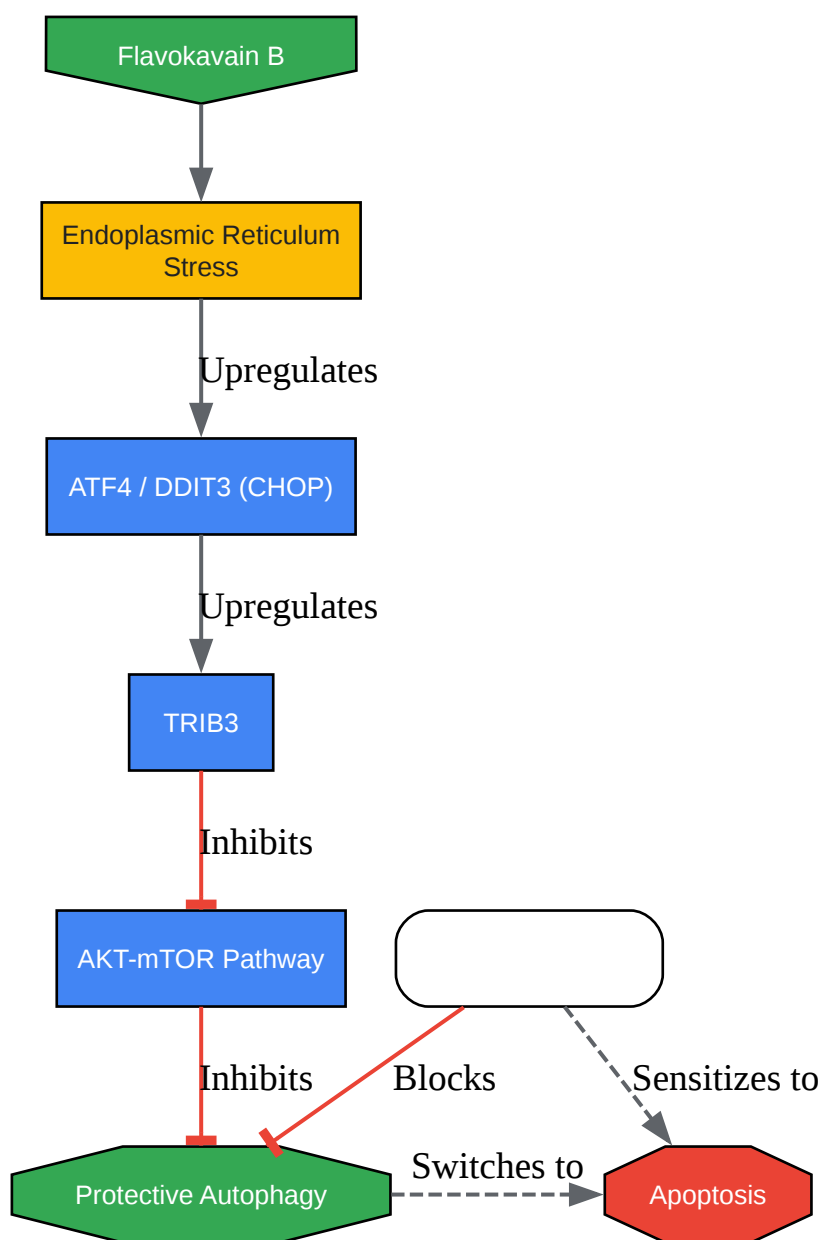 Flavokavain B
Endoplasmic Reticulum
Stress
Upregulates
ATF4 / DDIT3 (CHOP)
Upregulates
TRIB3
Inhibits
AKT-mTOR Pathway
Inhibits
Blocks
Sensitizes to
Switches to
Protective Autophagy
Apoptosis